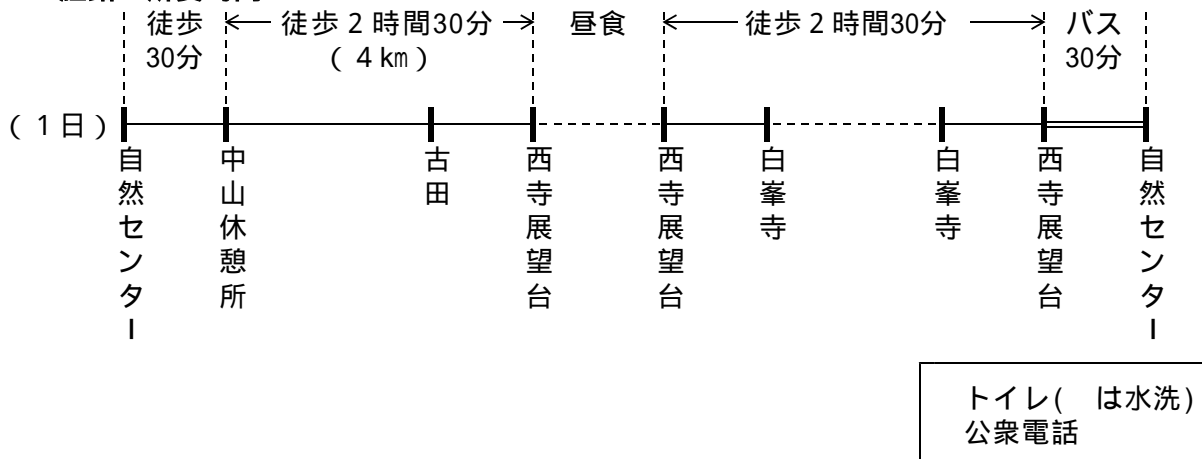 徒歩
30分
徒歩2時間30分
(4㎞)
昼食
徒歩2時間30分
バス
30分
(1日)
自然センター
中山休憩所
古田
西寺展望台
西寺展望台
白峯寺
白峯寺
西寺展望台
自然センター
トイレ( は水洗)
公衆電話